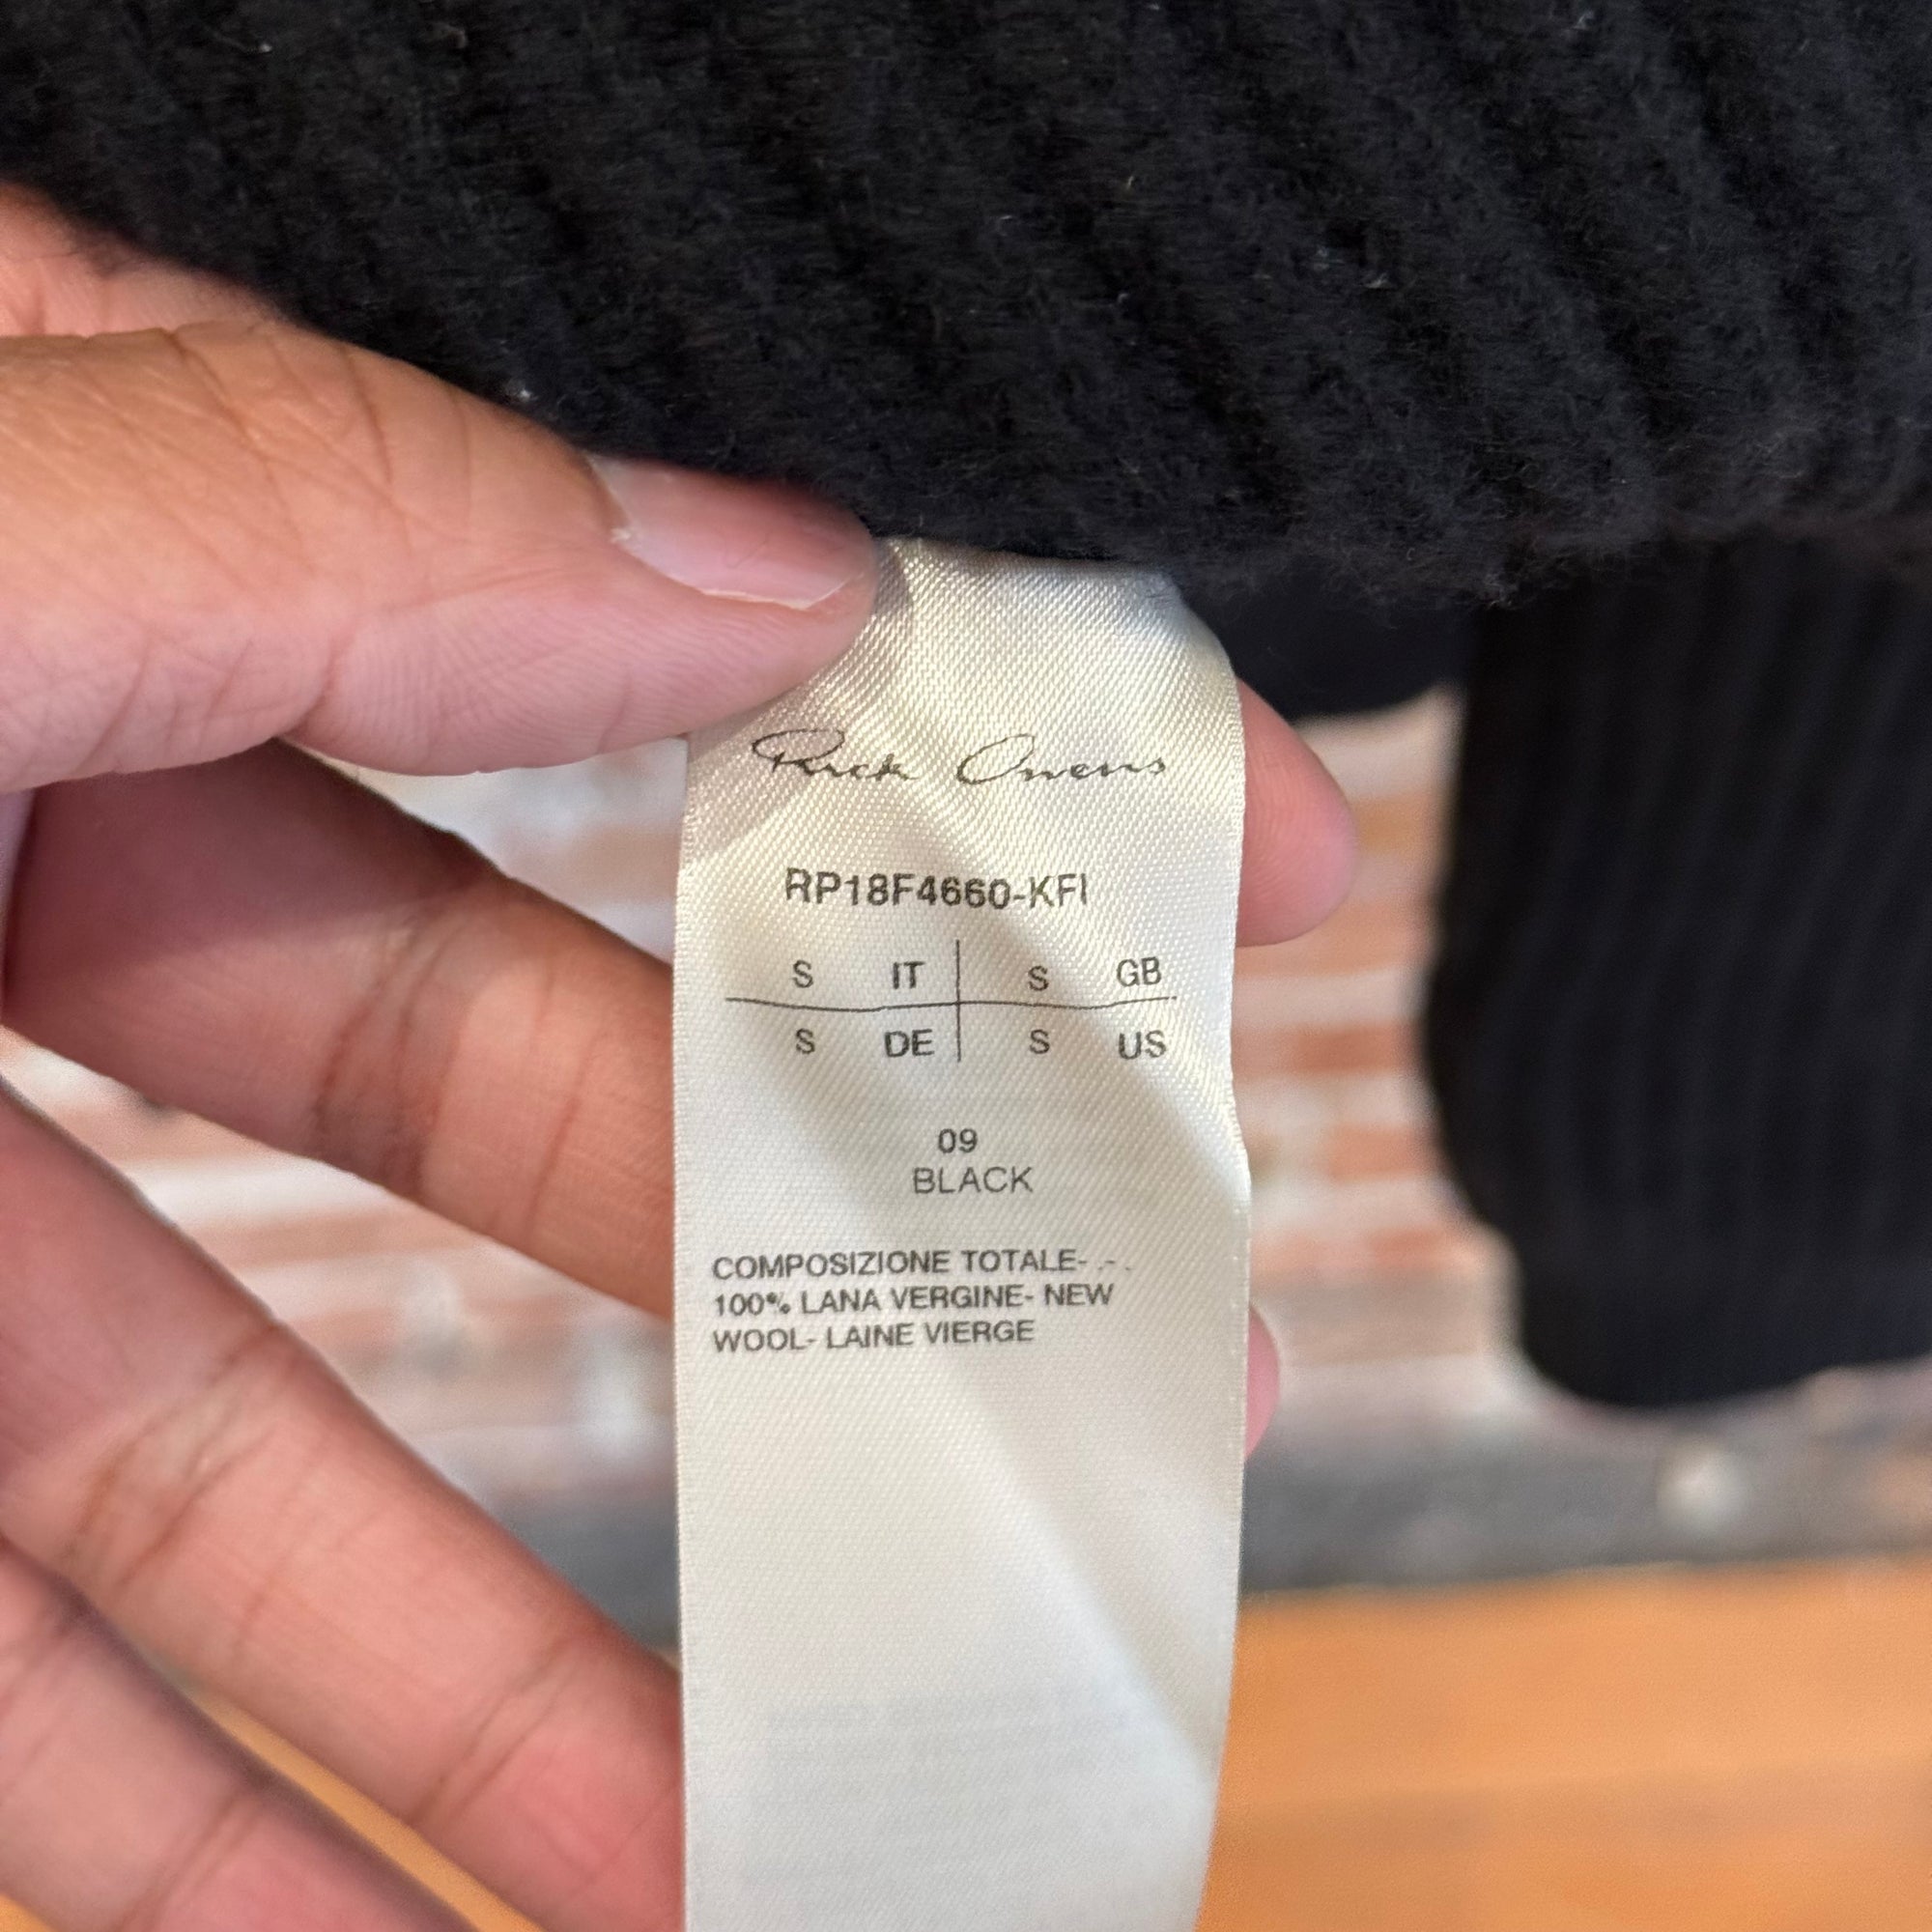 Rick Owens
RP18F4660-KFI
S IT S GB
S DE S US
09
BLACK
COMPOSIZIONE TOTALE- .-.
100% LANA VERGINE- NEW
WOOL- LAINE VIERGE